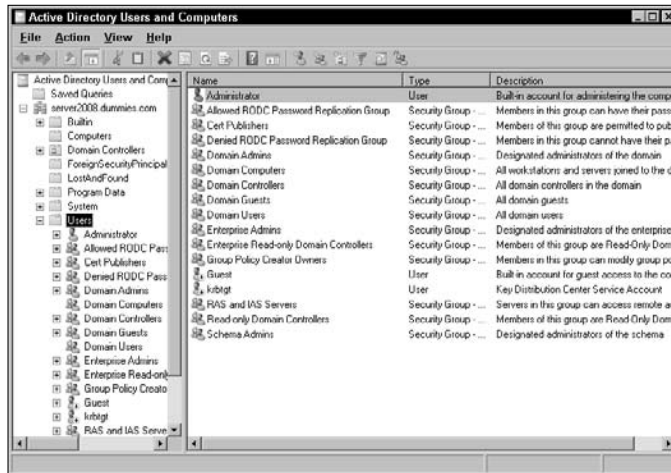 Active Directory Users and Computers
File Action View Help
Active Directory Users and Comp
Saved Queries
server2008.dummies.com
Builtin
Computers
Domain Controllers
ForeignSecurityPrincipal
LostAndFound
Program Data
System
Users
Administrator
Allowed RODC Pass
Cert Publishers
Denied RODC Pass
Domain Admins
Domain Computers
Domain Controllers
Domain Guests
Domain Users
Enterprise Admins
Enterprise Read-only
Group Policy Creato
Guest
krbtgt
RAS and IAS Serve
Name Type Description
Administrator User Built-in account for administering the comp
Allowed RODC Password Replication Group Security Group - ... Members in this group can have their pass
Cert Publishers Security Group - ... Members of this group are permitted to pub
Denied RODC Password Replication Group Security Group - ... Members in this group cannot have their pa
Domain Admins Security Group - ... Designated administrators of the domain
Domain Computers Security Group - ... All workstations and servers joined to the d
Domain Controllers Security Group - ... All domain controllers in the domain
Domain Guests Security Group - ... All domain guests
Domain Users Security Group - ... All domain users
Enterprise Admins Security Group - ... Designated administrators of the enterprise
Enterprise Read-only Domain Controllers Security Group - ... Members of this group are Read-Only Dom
Group Policy Creator Owners Security Group - ... Members in this group can modify group po
Guest User Built-in account for guest access to the co
krbtgt User Key Distribution Center Service Account
RAS and IAS Servers Security Group - ... Servers in this group can access remote a
Read-only Domain Controllers Security Group - ... Members of this group are Read-Only Dom
Schema Admins Security Group - ... Designated administrators of the schema